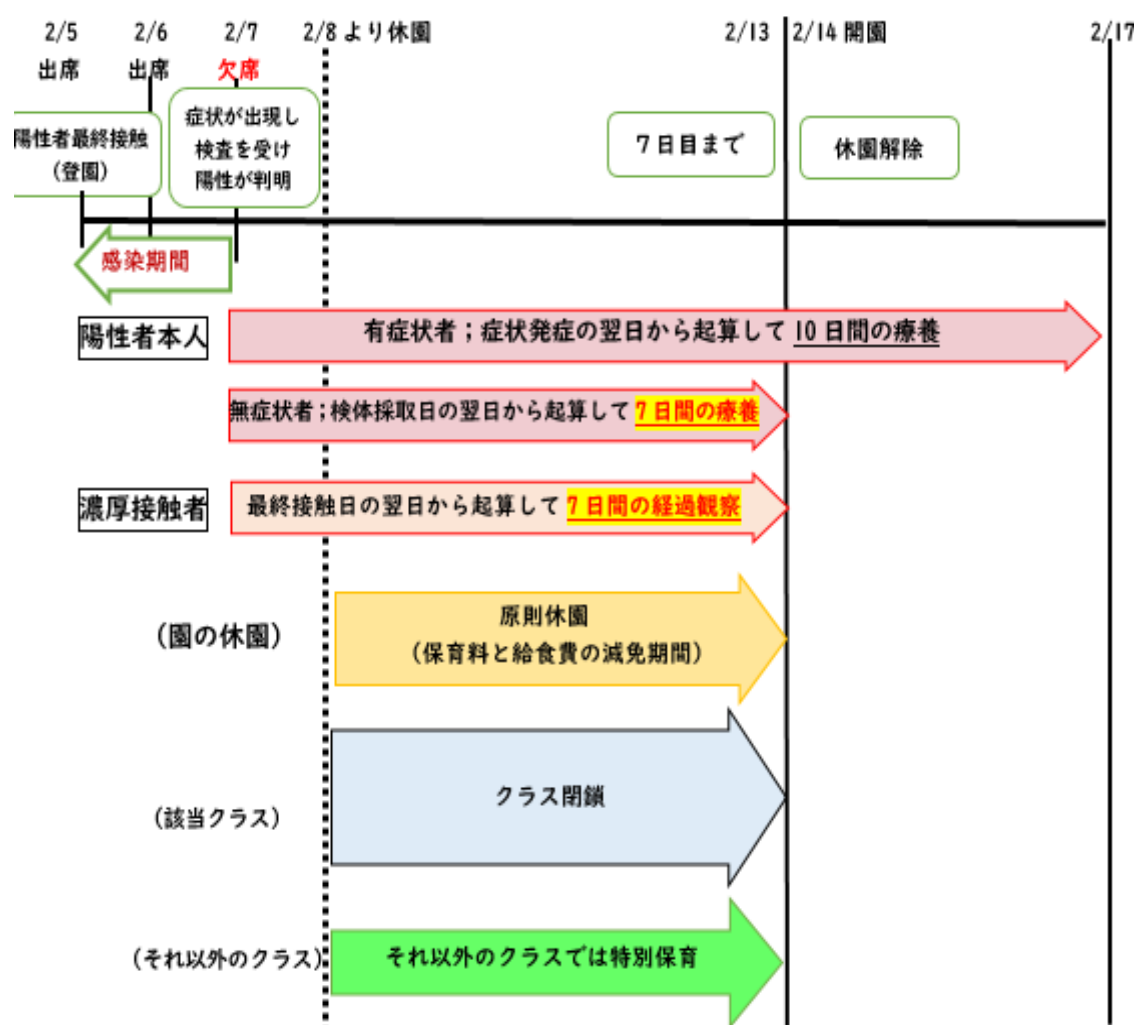 2/5 2/6 2/7 2/8より休園 2/13 2/14開園 2/17
出席 出席 欠席
陽性者最終接触
(登園)
症状が出現し
検査を受け
陽性が判明
7日目まで
休園解除
感染期間
陽性者本人
有症状者;症状発症の翌日から起算して 10日間の療養
無症状者;検体採取日の翌日から起算して 7日間の療養
濃厚接触者
最終接触日の翌日から起算して 7日間の経過観察
(園の休園)
原則休園
(保育料と給食費の減免期間)
(該当クラス)
クラス閉鎖
(それ以外のクラス)
それ以外のクラスでは特別保育